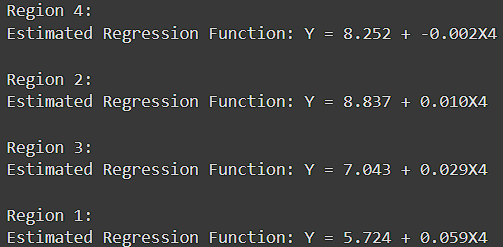 Region 4:
Estimated Regression Function: Y = 8.252 + -0.002X4
Region 2:
Estimated Regression Function: Y = 8.837 + 0.010X4
Region 3:
Estimated Regression Function: Y = 7.043 + 0.029X4
Region 1:
Estimated Regression Function: Y = 5.724 + 0.059X4